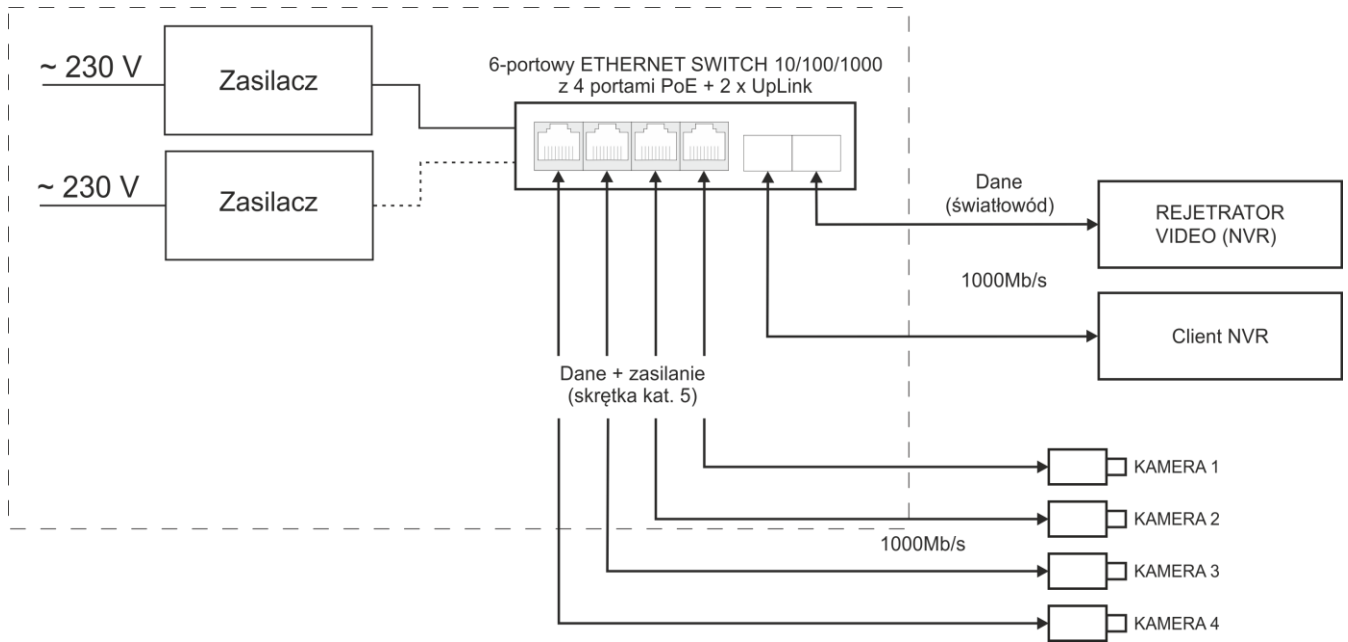 ~ 230 V
Zasilacz
~ 230 V
Zasilacz
6-portowy ETHERNET SWITCH 10/100/1000
z 4 portami PoE + 2 x UpLink
Dane
(światłowód)
REJETRATOR
VIDEO (NVR)
1000Mb/s
Client NVR
Dane + zasilanie
(skrętka kat. 5)
KAMERA 1
KAMERA 2
1000Mb/s
KAMERA 3
KAMERA 4